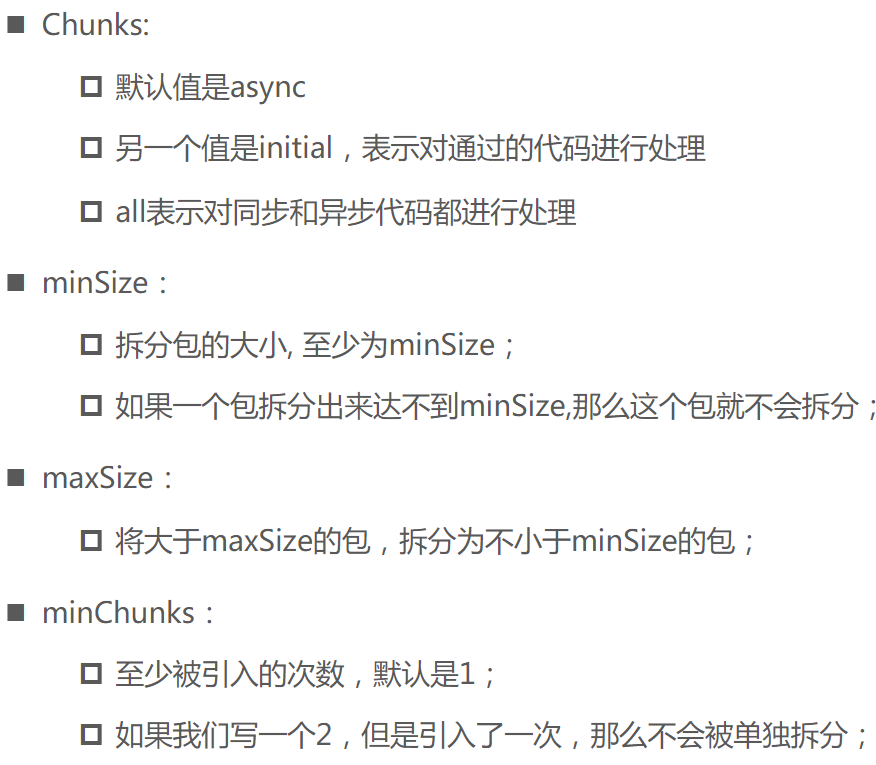 Chunks:
默认值是async
另一个值是initial，表示对通过的代码进行处理
all表示对同步和异步代码都进行处理
minSize：
拆分包的大小, 至少为minSize；
如果一个包拆分出来达不到minSize,那么这个包就不会拆分；
maxSize：
将大于maxSize的包，拆分为不小于minSize的包；
minChunks：
至少被引入的次数，默认是1；
如果我们写一个2，但是引入了一次，那么不会被单独拆分；